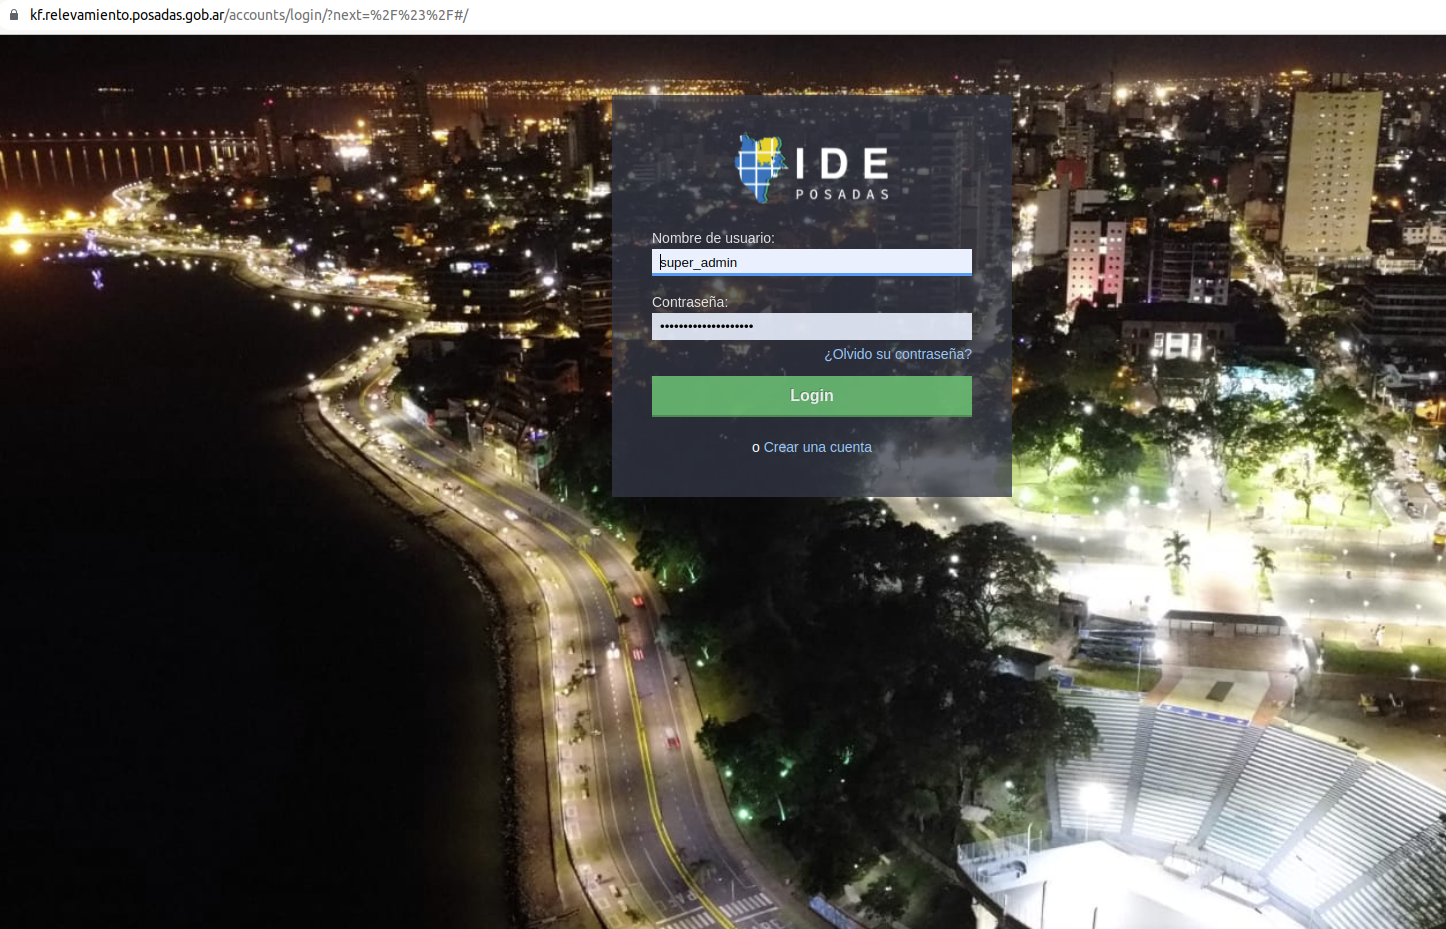 kf.relevamiento.posadas.gob.ar/accounts/login/?next=%2F%23%2F#/
IDE
POSADAS
Nombre de usuario:
super_admin
Contraseña:
••••••••••••••••••••
¿Olvido su contraseña?
Login
o Crear una cuenta